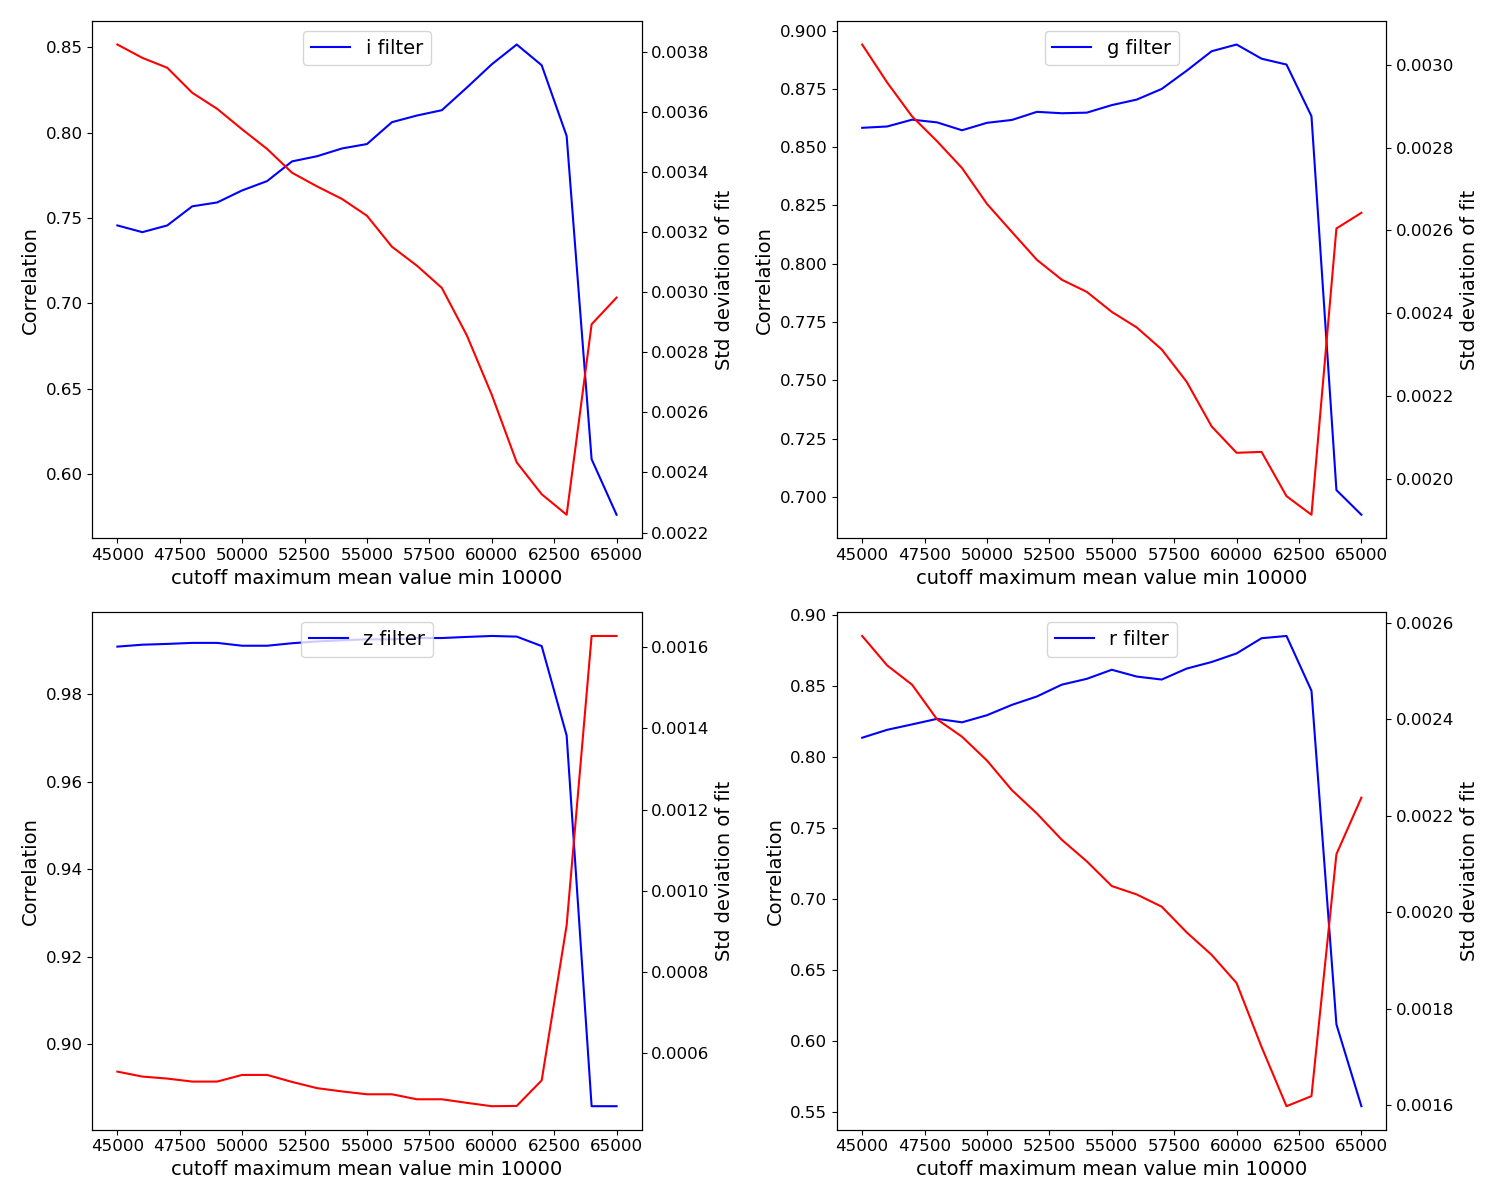 i filter
0.85
0.80
0.75
0.70
0.65
0.60
Correlation
0.0038
0.0036
0.0034
0.0032
0.0030
0.0028
0.0026
0.0024
0.0022
Std deviation of fit
45000 47500 50000 52500 55000 57500 60000 62500 65000
cutoff maximum mean value min 10000
g filter
0.900
0.875
0.850
0.825
0.800
0.775
0.750
0.725
0.700
Correlation
0.0030
0.0028
0.0026
0.0024
0.0022
0.0020
Std deviation of fit
45000 47500 50000 52500 55000 57500 60000 62500 65000
cutoff maximum mean value min 10000
z filter
0.98
0.96
0.94
0.92
0.90
Correlation
0.0016
0.0014
0.0012
0.0010
0.0008
0.0006
Std deviation of fit
45000 47500 50000 52500 55000 57500 60000 62500 65000
cutoff maximum mean value min 10000
r filter
0.90
0.85
0.80
0.75
0.70
0.65
0.60
0.55
Correlation
0.0026
0.0024
0.0022
0.0020
0.0018
0.0016
Std deviation of fit
45000 47500 50000 52500 55000 57500 60000 62500 65000
cutoff maximum mean value min 10000